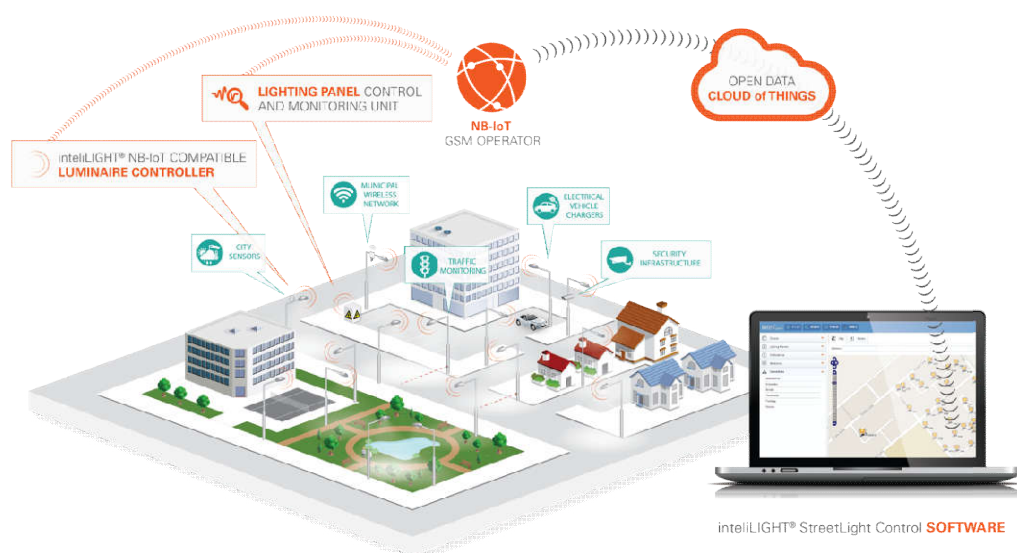 OPEN DATA
CLOUD of THINGS
LIGHTING PANEL CONTROL
AND MONITORING UNIT
NB-IoT
GSM OPERATOR
inteliLIGHT® NB-IoT COMPATIBLE
LUMINAIRE CONTROLLER
MUNICIPAL
WIRELESS
NETWORK
ELECTRICAL
VEHICLE
CHARGERS
CITY
SENSORS
TRAFFIC
MONITORING
SECURITY
INFRASTRUCTURE
inteliLIGHT® StreetLight Control SOFTWARE